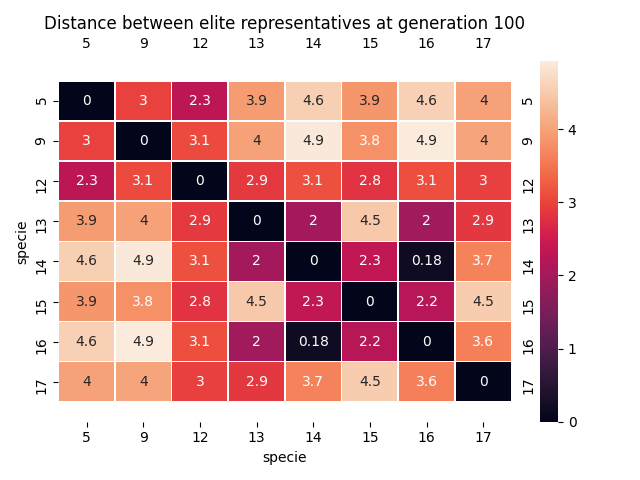 Distance between elite representatives at generation 100
5 9 12 13 14 15 16 17
5 0 3 2.3 3.9 4.6 3.9 4.6 4 5
9 3 0 3.1 4 4.9 3.8 4.9 4 9
12 2.3 3.1 0 2.9 3.1 2.8 3.1 3 12
13 3.9 4 2.9 0 2 4.5 2 2.9 13
14 4.6 4.9 3.1 2 0 2.3 0.18 3.7 14
15 3.9 3.8 2.8 4.5 2.3 0 2.2 4.5 15
16 4.6 4.9 3.1 2 0.18 2.2 0 3.6 16
17 4 4 3 2.9 3.7 4.5 3.6 0 17
5 9 12 13 14 15 16 17
specie
specie
4
3
2
1
0